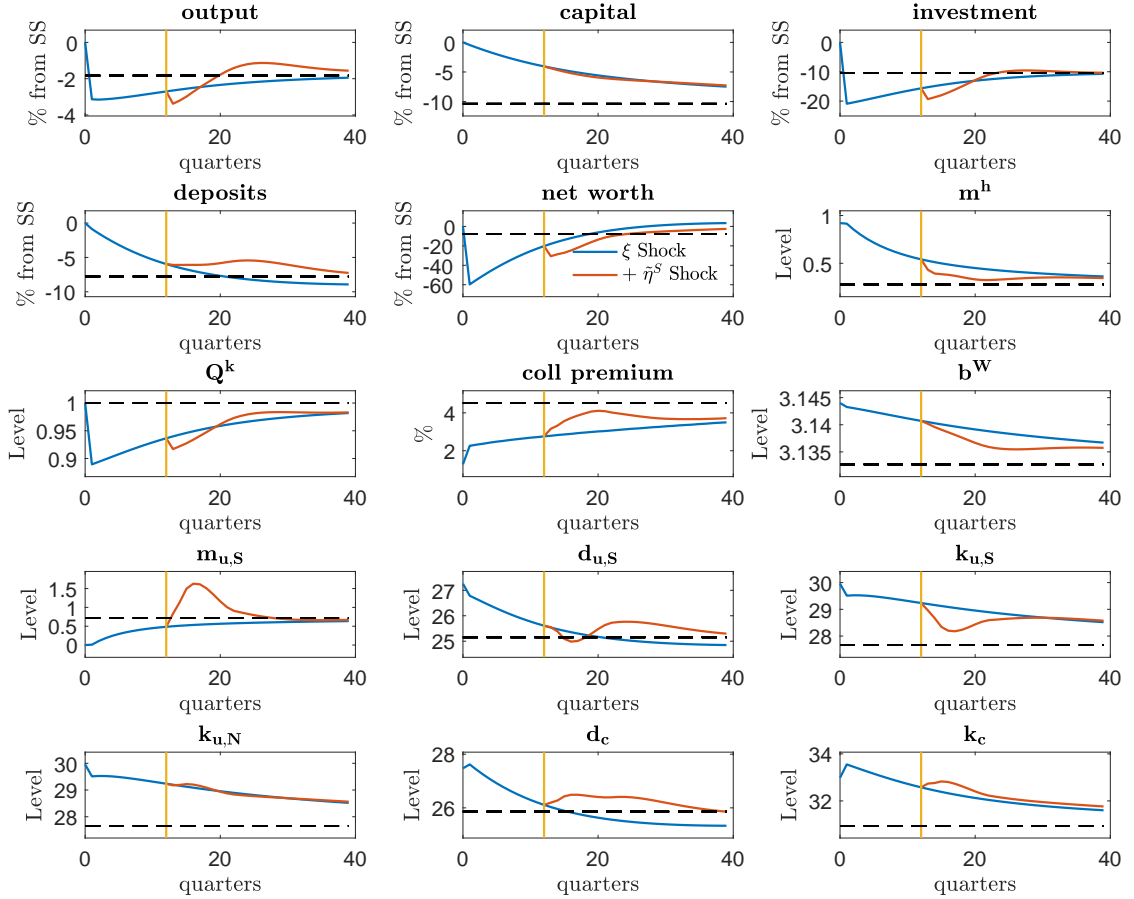 output capital investment
% from SS % from SS % from SS
0 -2 -4 0 -5 -10 0 -10 -20
0 20 40 0 20 40 0 20 40
quarters quarters quarters
deposits net worth m^h
% from SS % from SS Level
0 -5 -10 0 -20 -40 -60 1 0.5
ξ Shock
+ η̃^S Shock
0 20 40 0 20 40 0 20 40
quarters quarters quarters
Q^k coll premium b^W
Level % Level
1 0.95 0.9 4 2 3.145 3.14 3.135
0 20 40 0 20 40 0 20 40
quarters quarters quarters
m_{u,S} d_{u,S} k_{u,S}
Level Level Level
1.5 1 0.5 0 27 26 25 30 29 28
0 20 40 0 20 40 0 20 40
quarters quarters quarters
k_{u,N} d_c k_c
Level Level Level
30 29 28 28 26 34 32
0 20 40 0 20 40 0 20 40
quarters quarters quarters